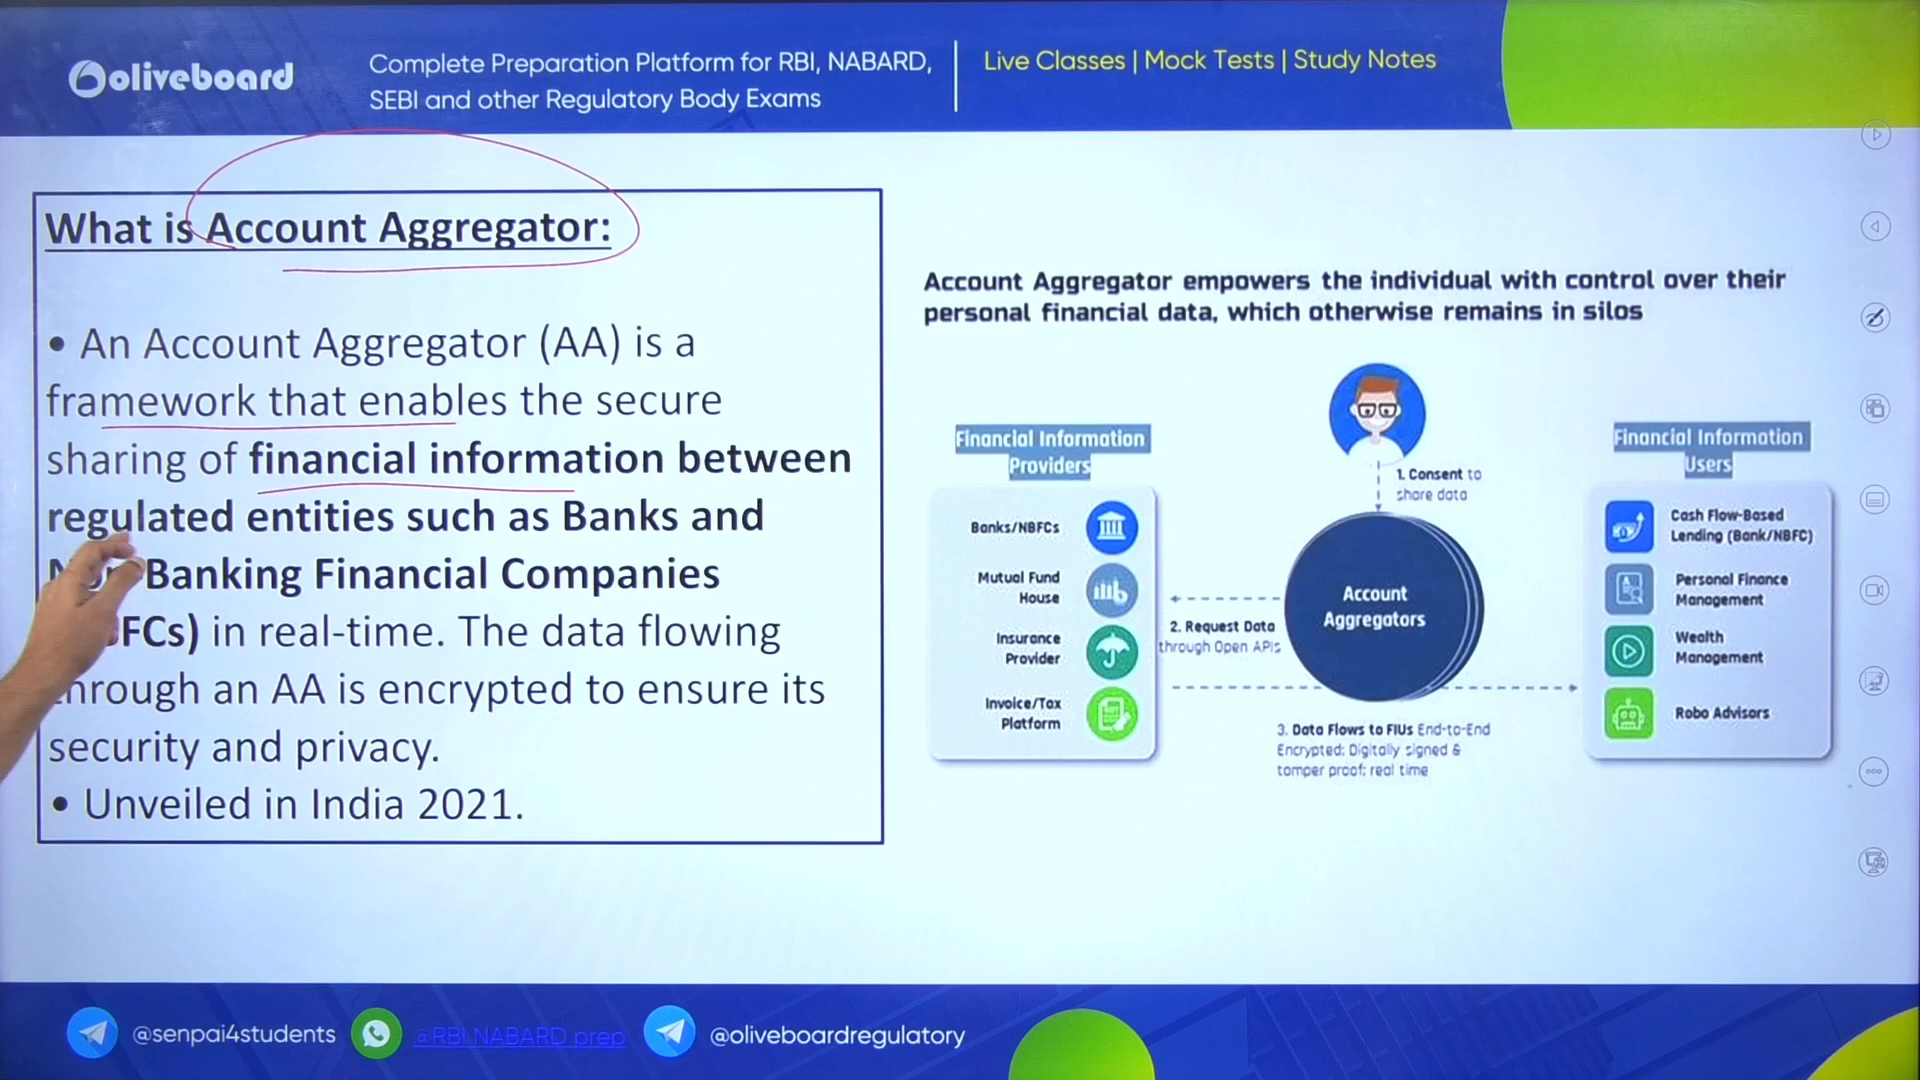 oliveboard
Complete Preparation Platform for RBI, NABARD,
SEBI and other Regulatory Body Exams
Live Classes | Mock Tests | Study Notes
What is Account Aggregator:
• An Account Aggregator (AA) is a
framework that enables the secure
sharing of financial information between
regulated entities such as Banks and
Banking Financial Companies
FCs) in real-time. The data flowing
through an AA is encrypted to ensure its
security and privacy.
• Unveiled in India 2021.
Account Aggregator empowers the individual with control over their
personal financial data, which otherwise remains in silos
Financial Information
Providers
Banks/NBFCs
Mutual Fund
House
Insurance
Provider
Invoice/Tax
Platform
1. Consent to
share data
Account
Aggregators
2. Request Data
through Open APIs
3. Data Flows to FIUs End-to-End
Encrypted; Digitally signed &
tamper proof; real time
Financial Information
Users
Cash Flow-Based
Lending (Bank/NBFC)
Personal Finance
Management
Wealth
Management
Robo Advisors
@senpai4students
@RBI NABARD prep
@oliveboardregulatory